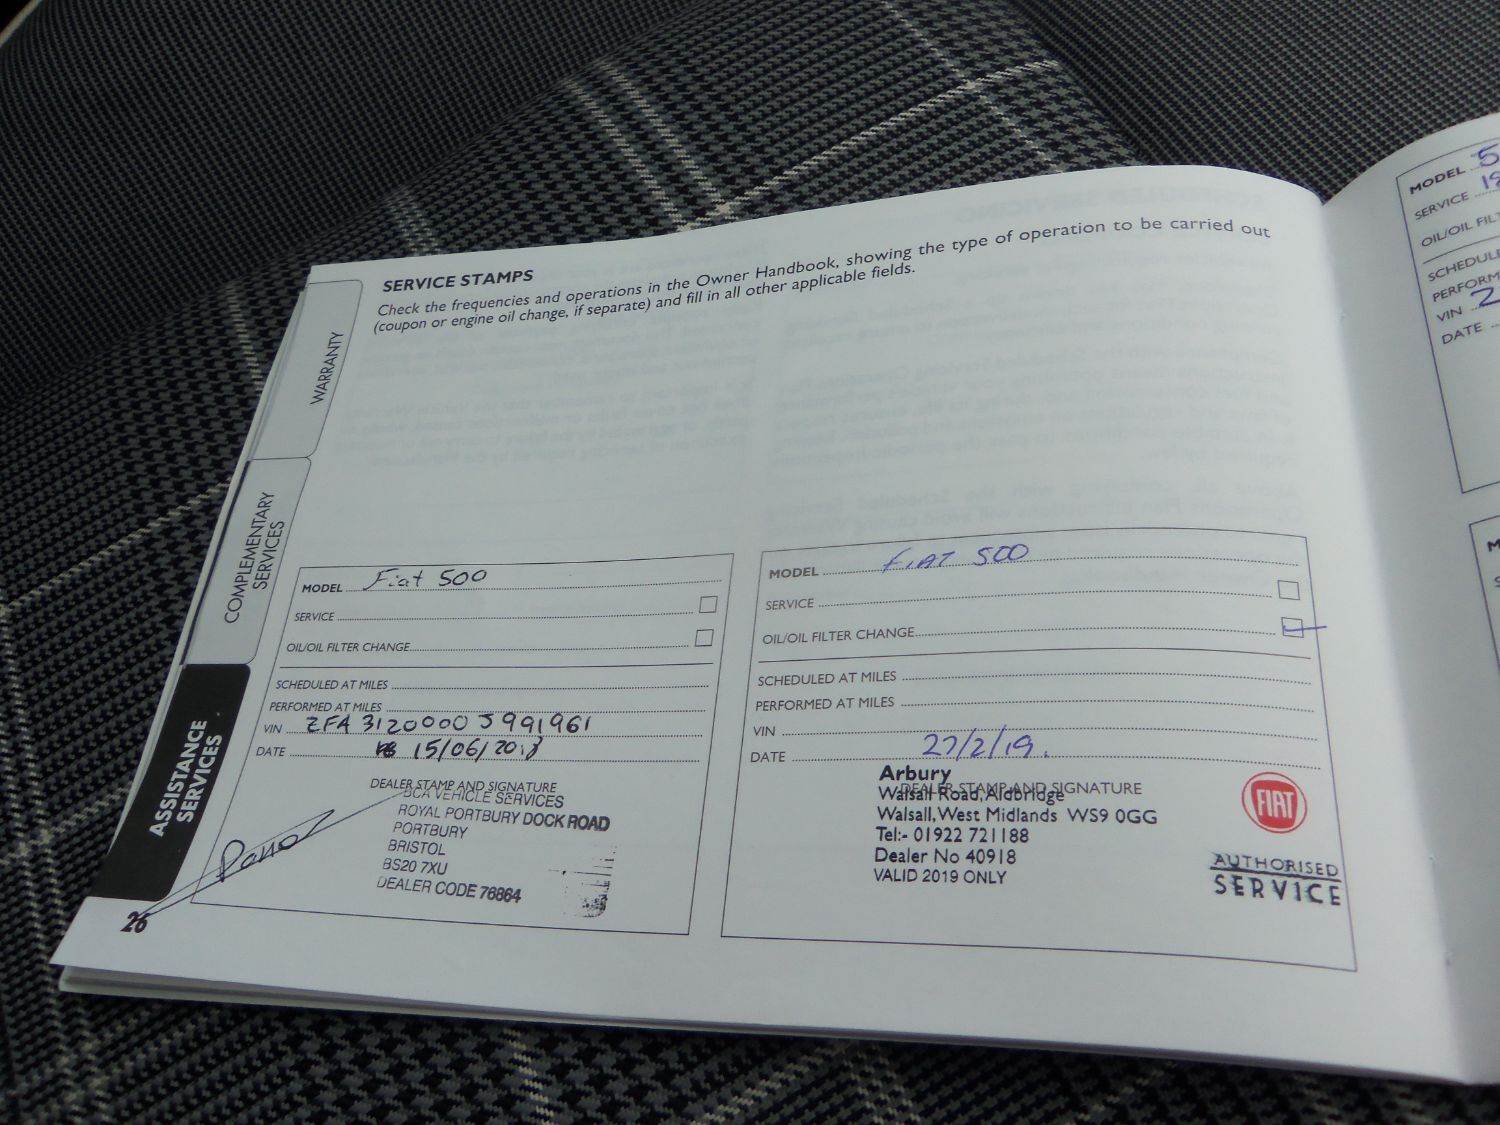 SERVICE STAMPS
Check the frequencies and operations in the Owner Handbook, showing the type of operation to be carried out
(coupon or engine oil change, if separate) and fill in all other applicable fields.
WARRANTY
COMPLEMENTARY
SERVICES
ASSISTANCE
SERVICES
MODEL Fiat 500
SERVICE
OIL/OIL FILTER CHANGE
SCHEDULED AT MILES
PERFORMED AT MILES
VIN ZFA 3120000J991961
DATE 15/06/2018
DEALER STAMP AND SIGNATURE
BCA VEHICLE SERVICES
ROYAL PORTBURY DOCK ROAD
PORTBURY
BRISTOL
BS20 7XU
DEALER CODE 76864
26
MODEL FIAT 500
SERVICE
OIL/OIL FILTER CHANGE
SCHEDULED AT MILES
PERFORMED AT MILES
VIN
DATE 27/2/19.
DEALER STAMP AND SIGNATURE
Arbury
Walsall Road, Aldbridge
Walsall, West Midlands WS9 0GG
Tel:- 01922 721188
Dealer No 40918
VALID 2019 ONLY
FIAT
AUTHORISED
SERVICE
MODEL 5
SERVICE
OIL/OIL
VIN
DATE